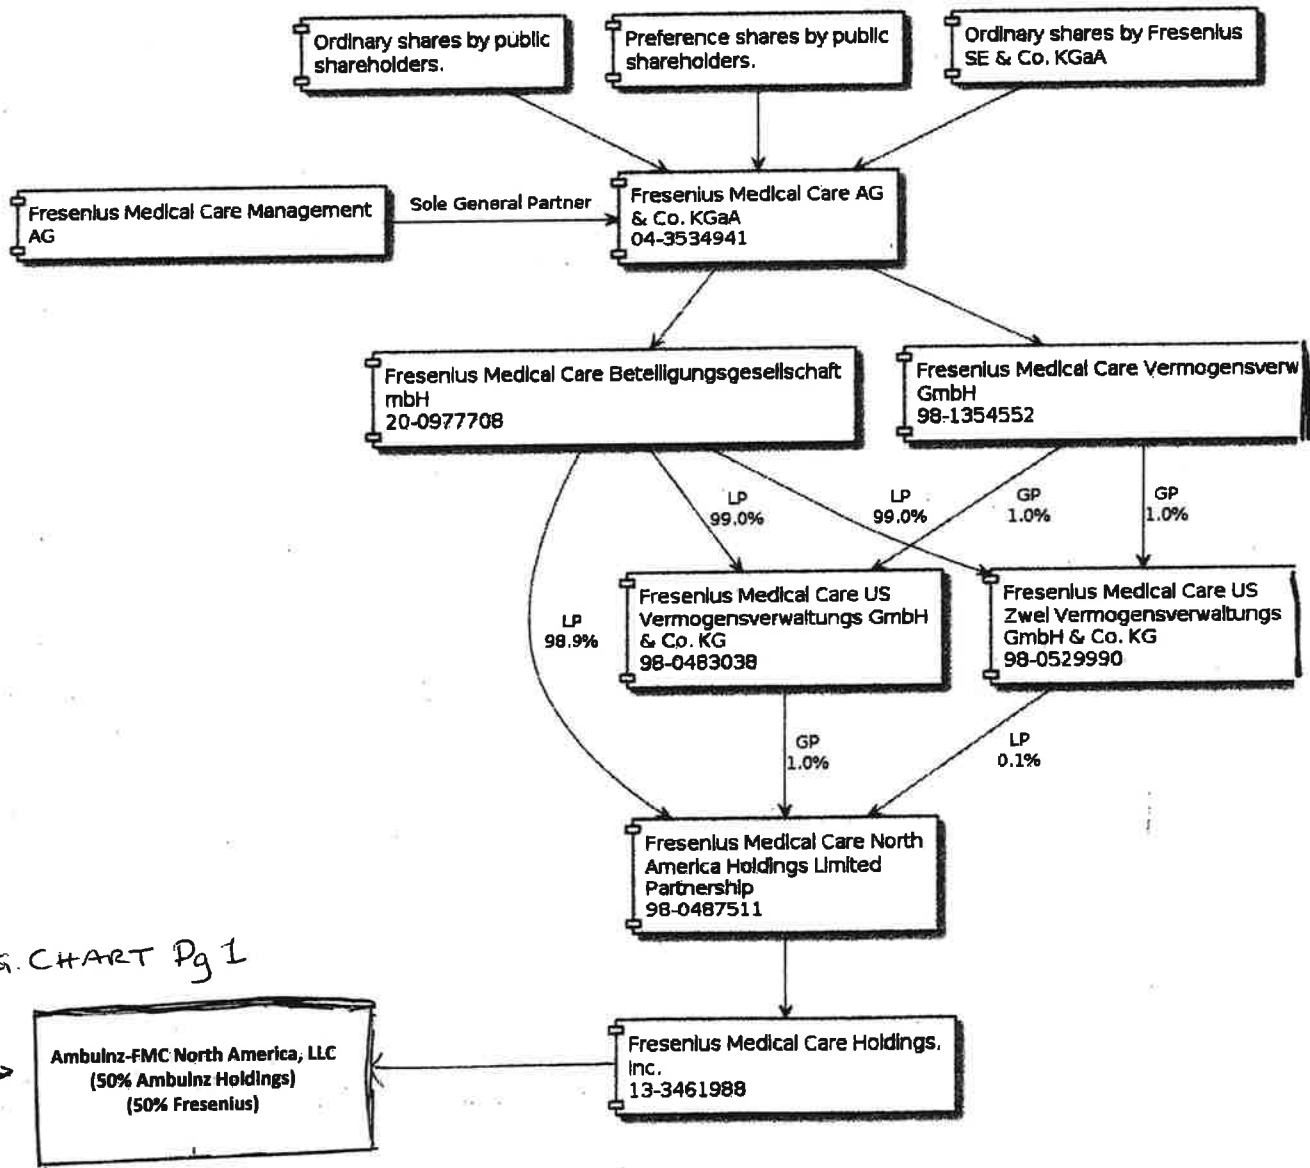 Ordinary shares by public
shareholders.
Preference shares by public
shareholders.
Ordinary shares by Fresenius
SE & Co. KGaA
Fresenius Medical Care Management
AG
Sole General Partner
Fresenius Medical Care AG
& Co. KGaA
04-3534941
Fresenius Medical Care Beteiligungsgesellschaft
mbH
20-0977708
Fresenius Medical Care Vermogensverw
GmbH
98-1354552
LP
99.0%
LP
99.0%
GP
1.0%
GP
1.0%
LP
98.9%
Fresenius Medical Care US
Vermogensverwaltungs GmbH
& Co. KG
98-0483038
Fresenius Medical Care US
Zwei Vermogensverwaltungs
GmbH & Co. KG
98-0529990
GP
1.0%
LP
0.1%
Fresenius Medical Care North
America Holdings Limited
Partnership
98-0487511
G. CHART Pg 1
Ambulnz-FMC North America, LLC
(50% Ambulnz Holdings)
(50% Fresenius)
Fresenius Medical Care Holdings,
Inc.
13-3461988